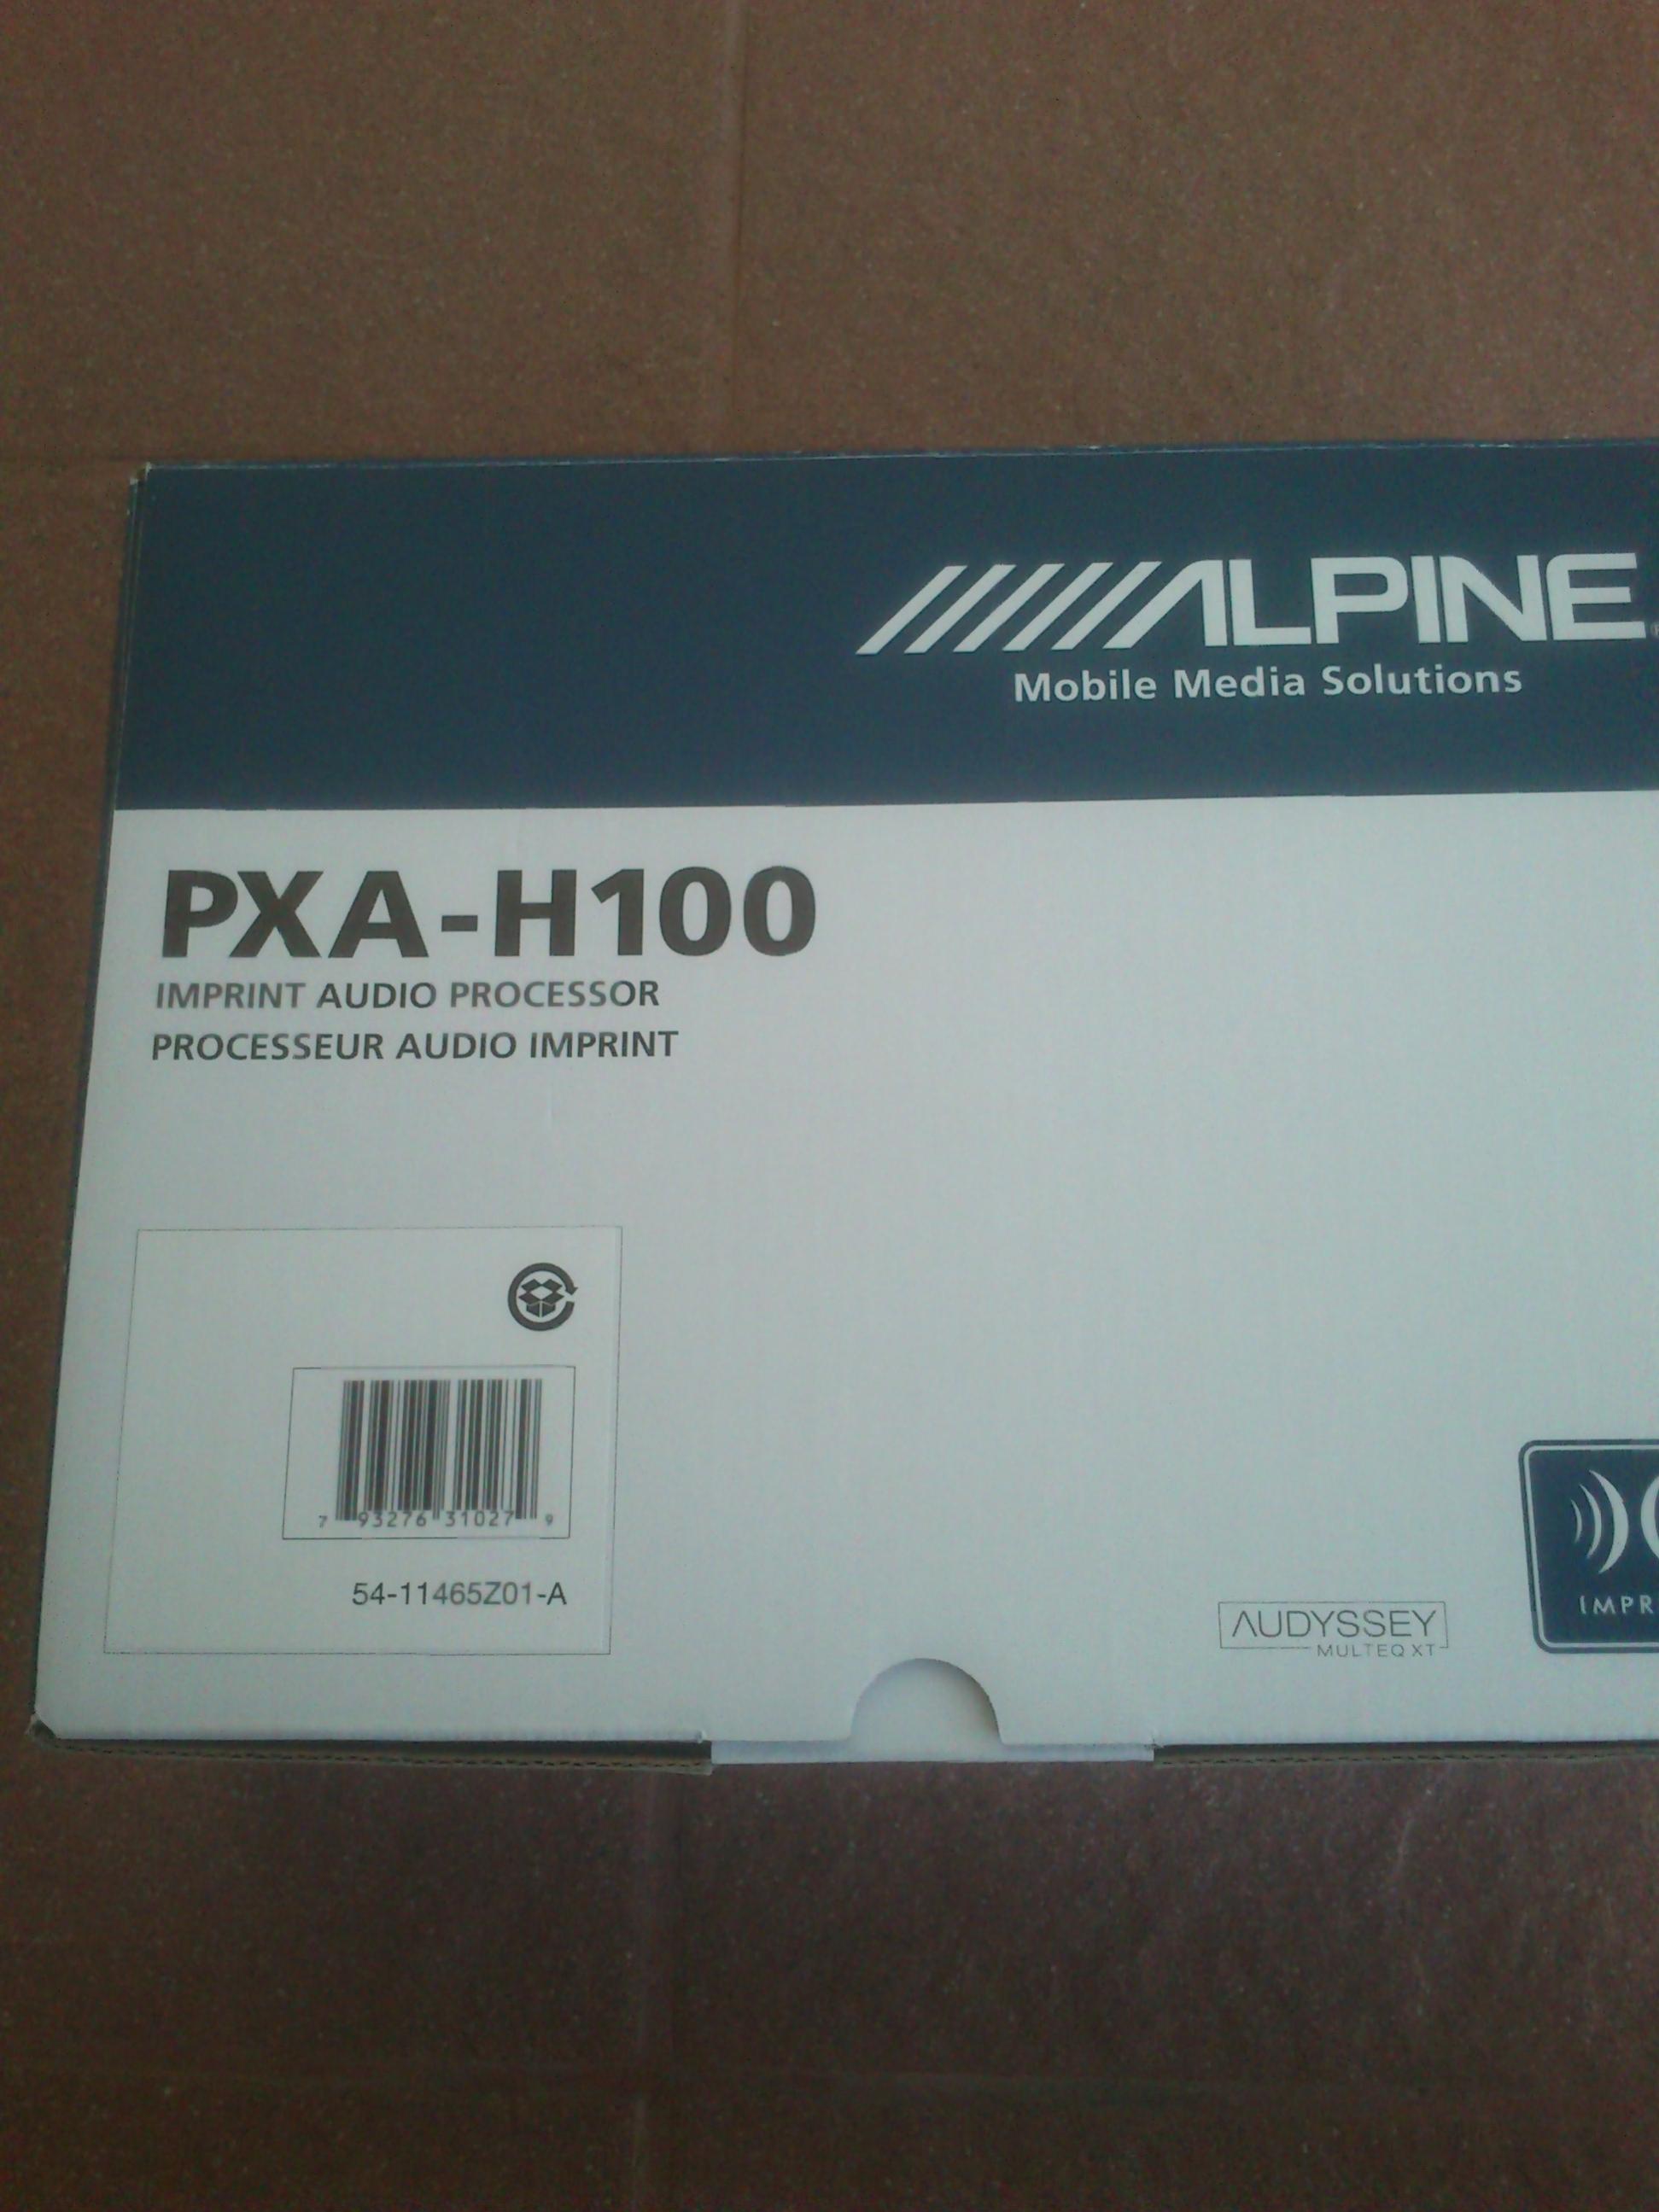 ALPINE
Mobile Media Solutions
PXA-H100
IMPRINT AUDIO PROCESSOR
PROCESSEUR AUDIO IMPRINT
7 93276 31027 9
54-11465Z01-A
AUDYSSEY
MULTEQ XT
IMPR